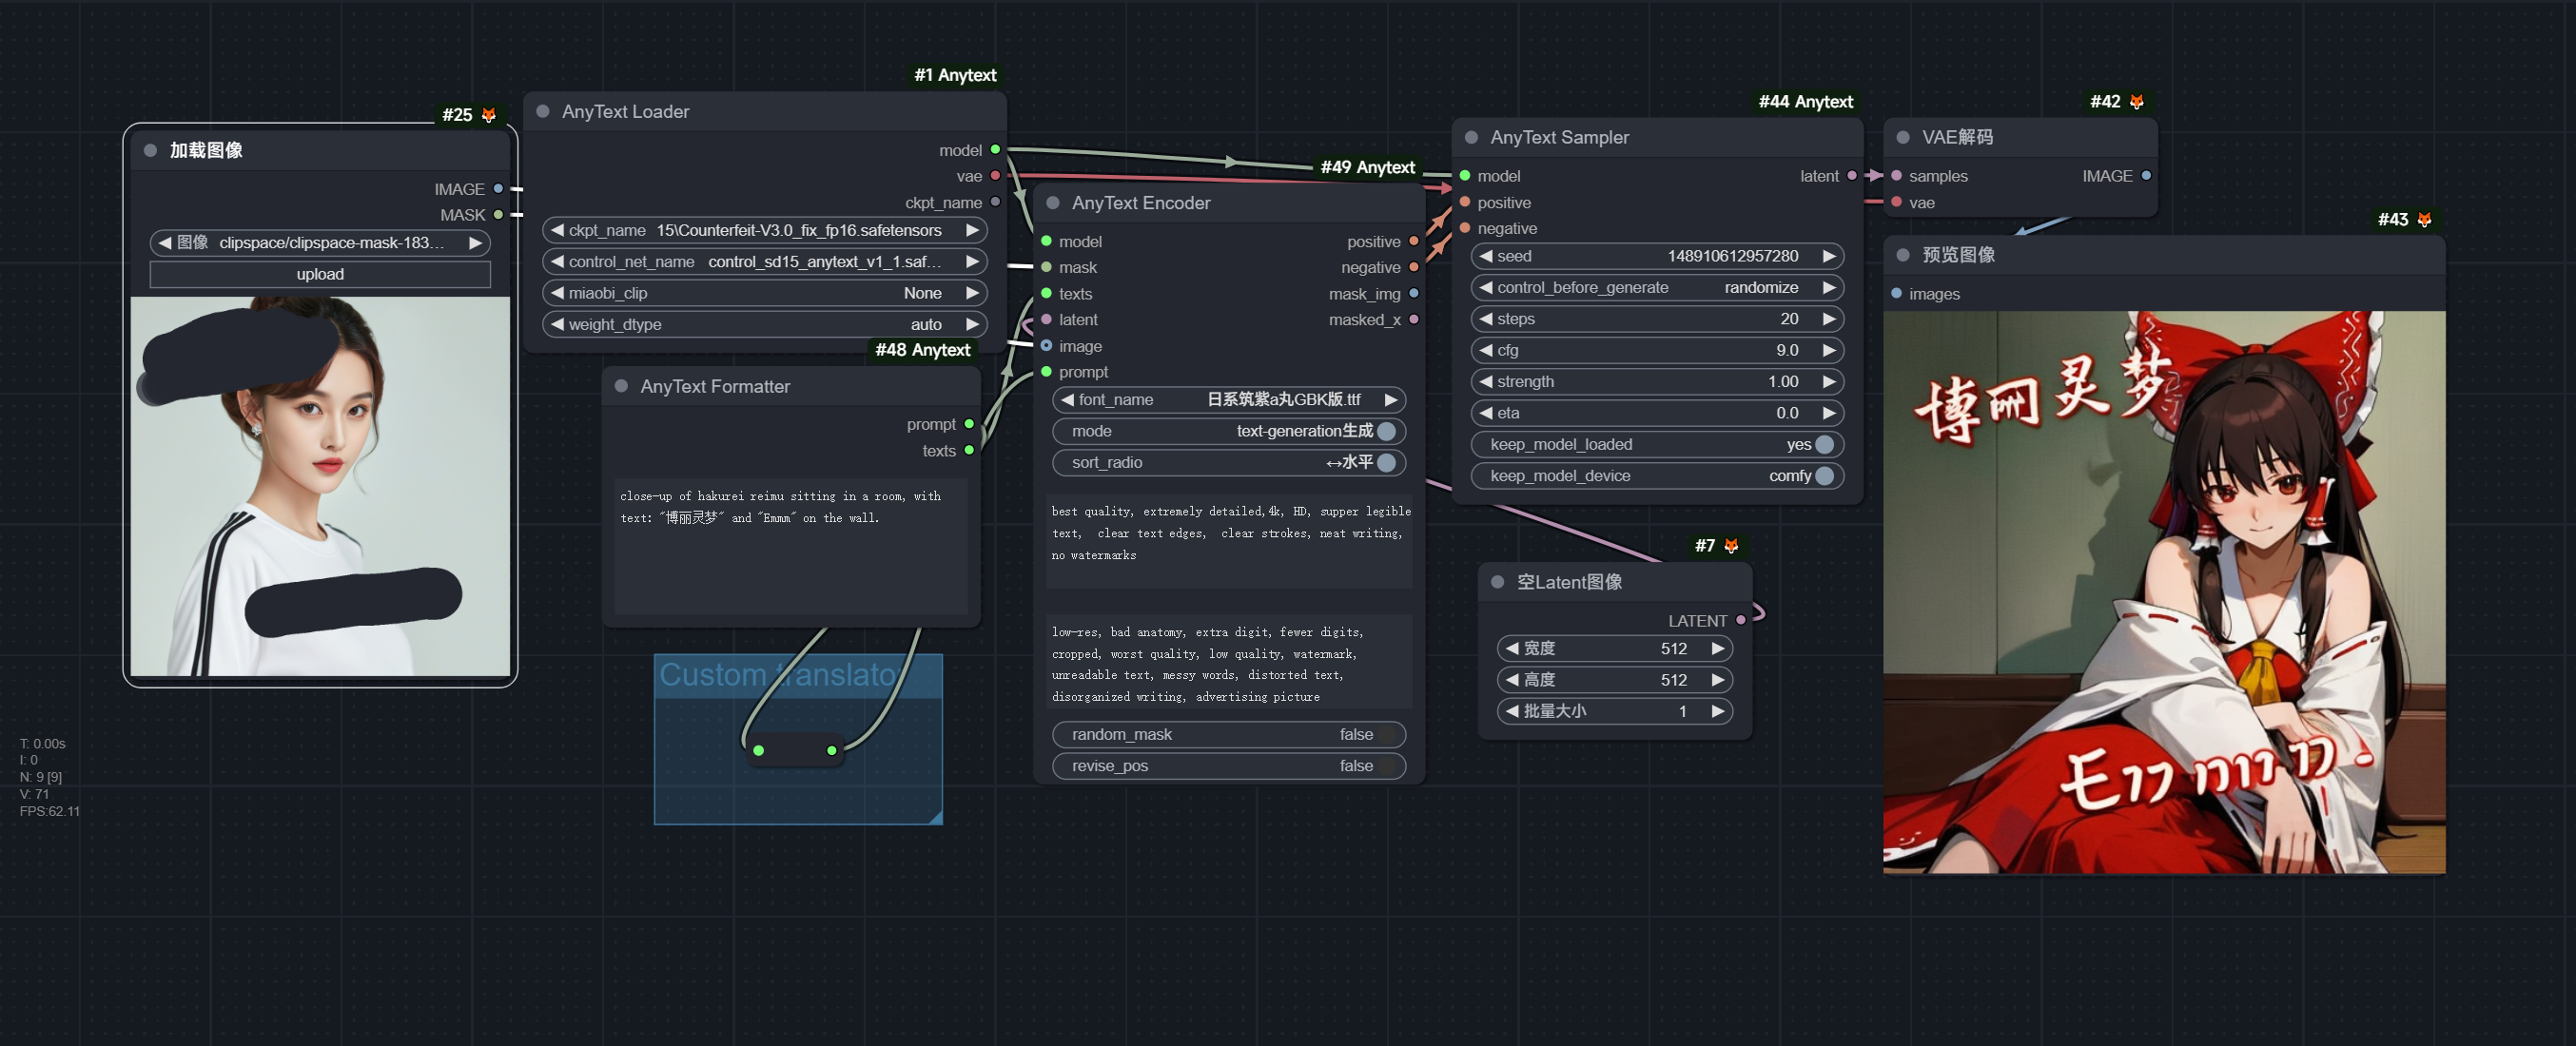 #25
加载图像
IMAGE
MASK
图像 clipspace/clipspace-mask-183…
upload
#1 Anytext
AnyText Loader
model
vae
ckpt_name
ckpt_name 15\Counterfeit-V3.0_fix_fp16.safetensors
control_net_name control_sd15_anytext_v1_1.saf…
miaobi_clip None
weight_dtype auto
#48 Anytext
AnyText Formatter
prompt
texts
close-up of hakurei reimu sitting in a room, with
text: "博丽灵梦" and "Emmm" on the wall.
Custom translato
#49 Anytext
AnyText Encoder
model positive
mask negative
texts mask_img
latent masked_x
image
prompt
font_name 日系筑紫a丸GBK版.ttf
mode text-generation生成
sort_radio ↔水平
best quality, extremely detailed,4k, HD, supper legible
text, clear text edges, clear strokes, neat writing,
no watermarks
low-res, bad anatomy, extra digit, fewer digits,
cropped, worst quality, low quality, watermark,
unreadable text, messy words, distorted text,
disorganized writing, advertising picture
random_mask false
revise_pos false
#44 Anytext
AnyText Sampler
model latent
positive
negative
seed 148910612957280
control_before_generate randomize
steps 20
cfg 9.0
strength 1.00
eta 0.0
keep_model_loaded yes
keep_model_device comfy
#7
空Latent图像
LATENT
宽度 512
高度 512
批量大小 1
#42
VAE解码
samples IMAGE
vae
#43
预览图像
images
灵梦
T: 0.00s
I: 0
N: 9 [9]
V: 71
FPS:62.11